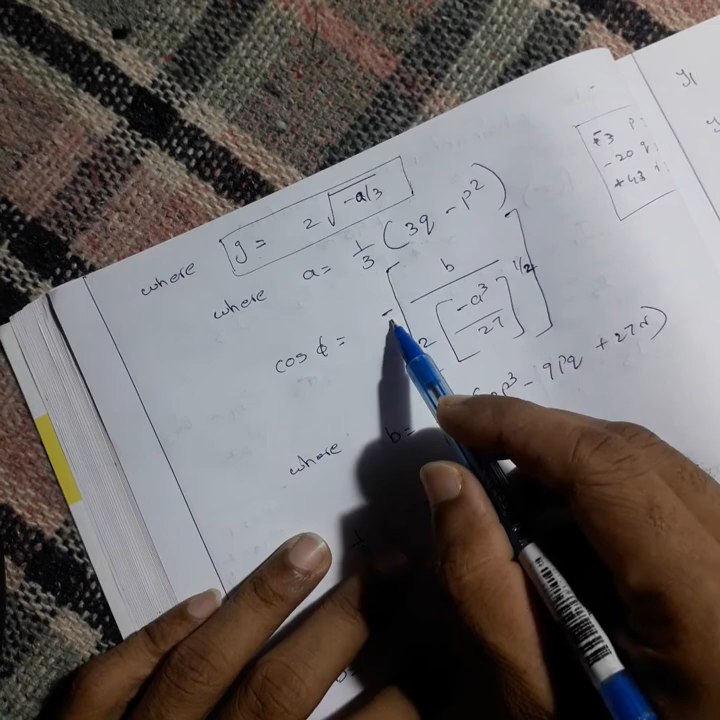 where g = 2 √-a/3
where a = 1/3 (3q - p²)
cos φ = - [ b / 2 [ -a³ / 27 ]^1/2 ]
where b = p³ - 9pq + 27r)
y₁
- 20 q
+ 43